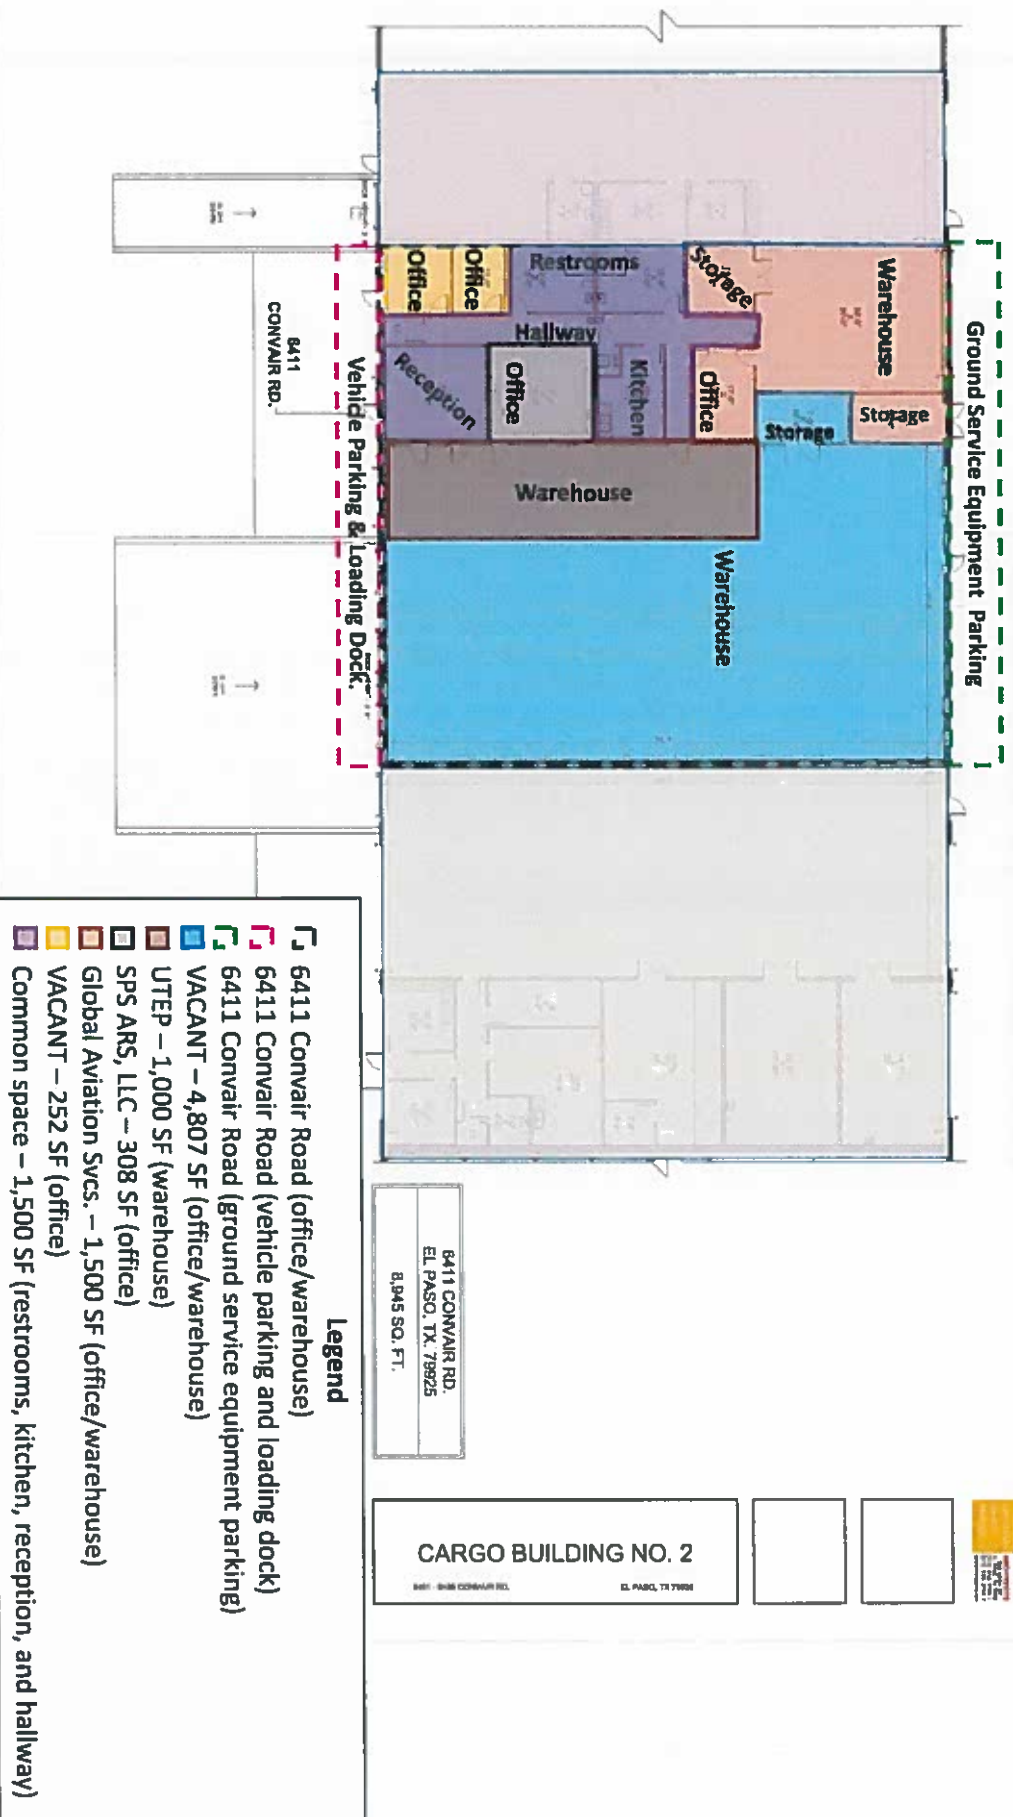 Ground Service Equipment Parking
Warehouse
Storage
Storage
Storage
Office
Restrooms
Office
Office
Hallway
Kitchen
Office
Reception
Warehouse
Warehouse
Vehicle Parking & Loading Dock.
6411
CONVAIR RD.
6411 CONVAIR RD.
EL PASO, TX. 79925
8,945 SQ. FT.
CARGO BUILDING NO. 2
EL PASO, TX 79925
Legend
6411 Convair Road (office/warehouse)
6411 Convair Road (vehicle parking and loading dock)
6411 Convair Road (ground service equipment parking)
VACANT – 4,807 SF (office/warehouse)
UTEP – 1,000 SF (warehouse)
SPS ARS, LLC – 308 SF (office)
Global Aviation Svcs. – 1,500 SF (office/warehouse)
VACANT – 252 SF (office)
Common space – 1,500 SF (restrooms, kitchen, reception, and hallway)